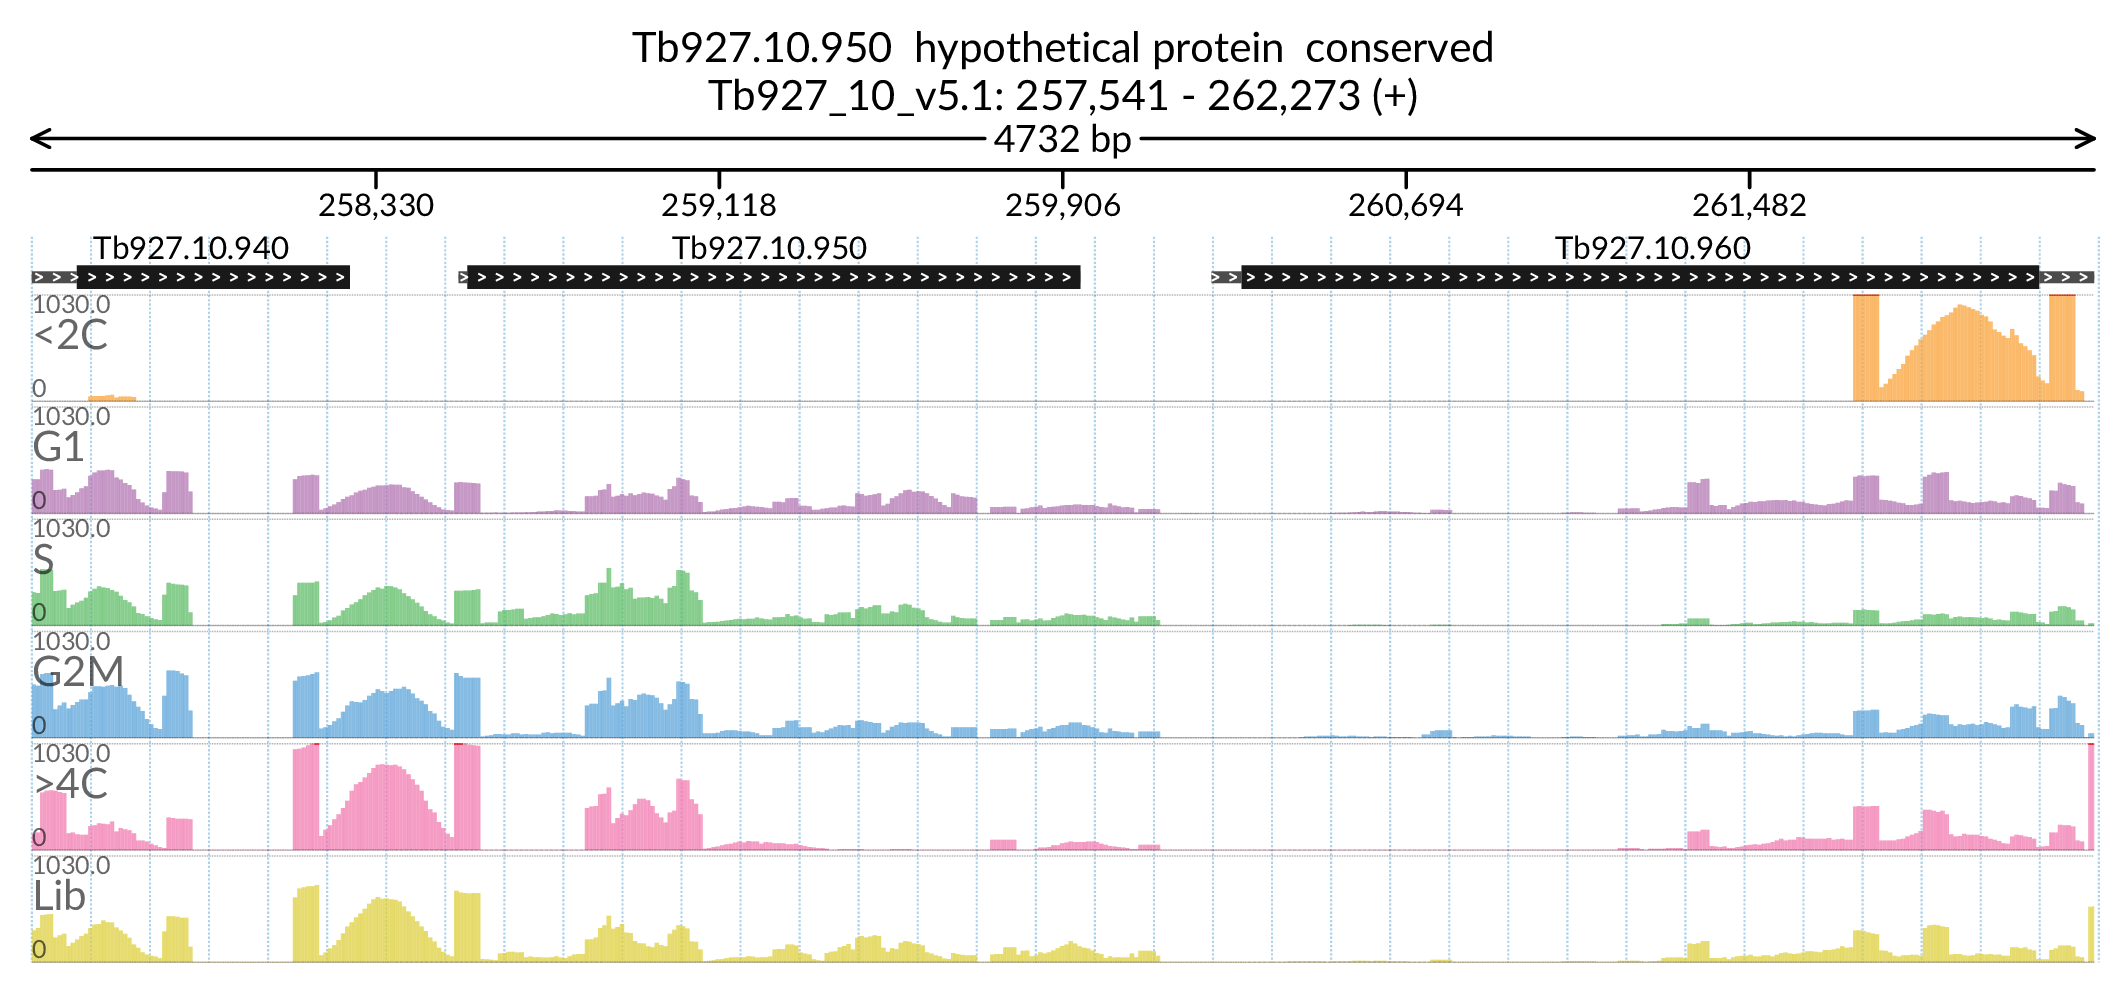 Tb927.10.950  hypothetical protein  conserved
Tb927_10_v5.1: 257,541 - 262,273 (+)
4732 bp
258,330 259,118 259,906 260,694 261,482
Tb927.10.940 Tb927.10.950 Tb927.10.960
1030.0
<2C
0
1030.0
G1
0
1030.0
S
0
1030.0
G2M
0
1030.0
>4C
0
1030.0
Lib
0